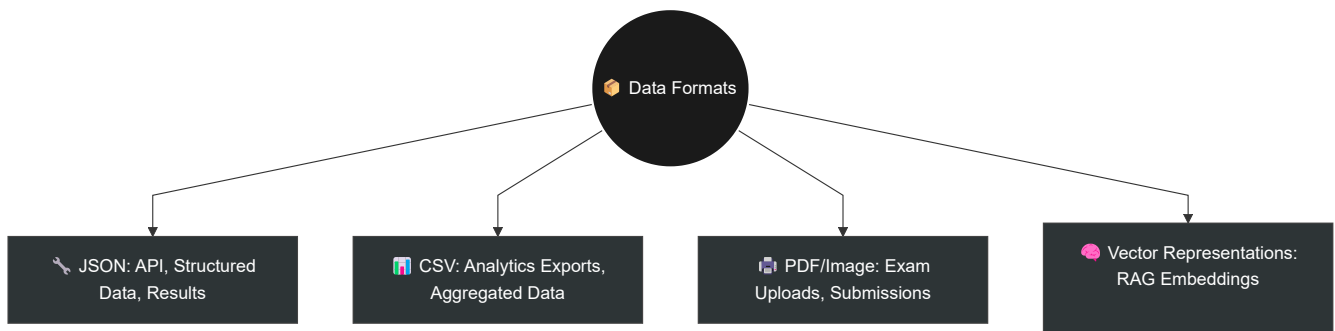 📦 Data Formats
🔧 JSON: API, Structured
Data, Results
📊 CSV: Analytics Exports,
Aggregated Data
🖨️ PDF/Image: Exam
Uploads, Submissions
🧠 Vector Representations:
RAG Embeddings